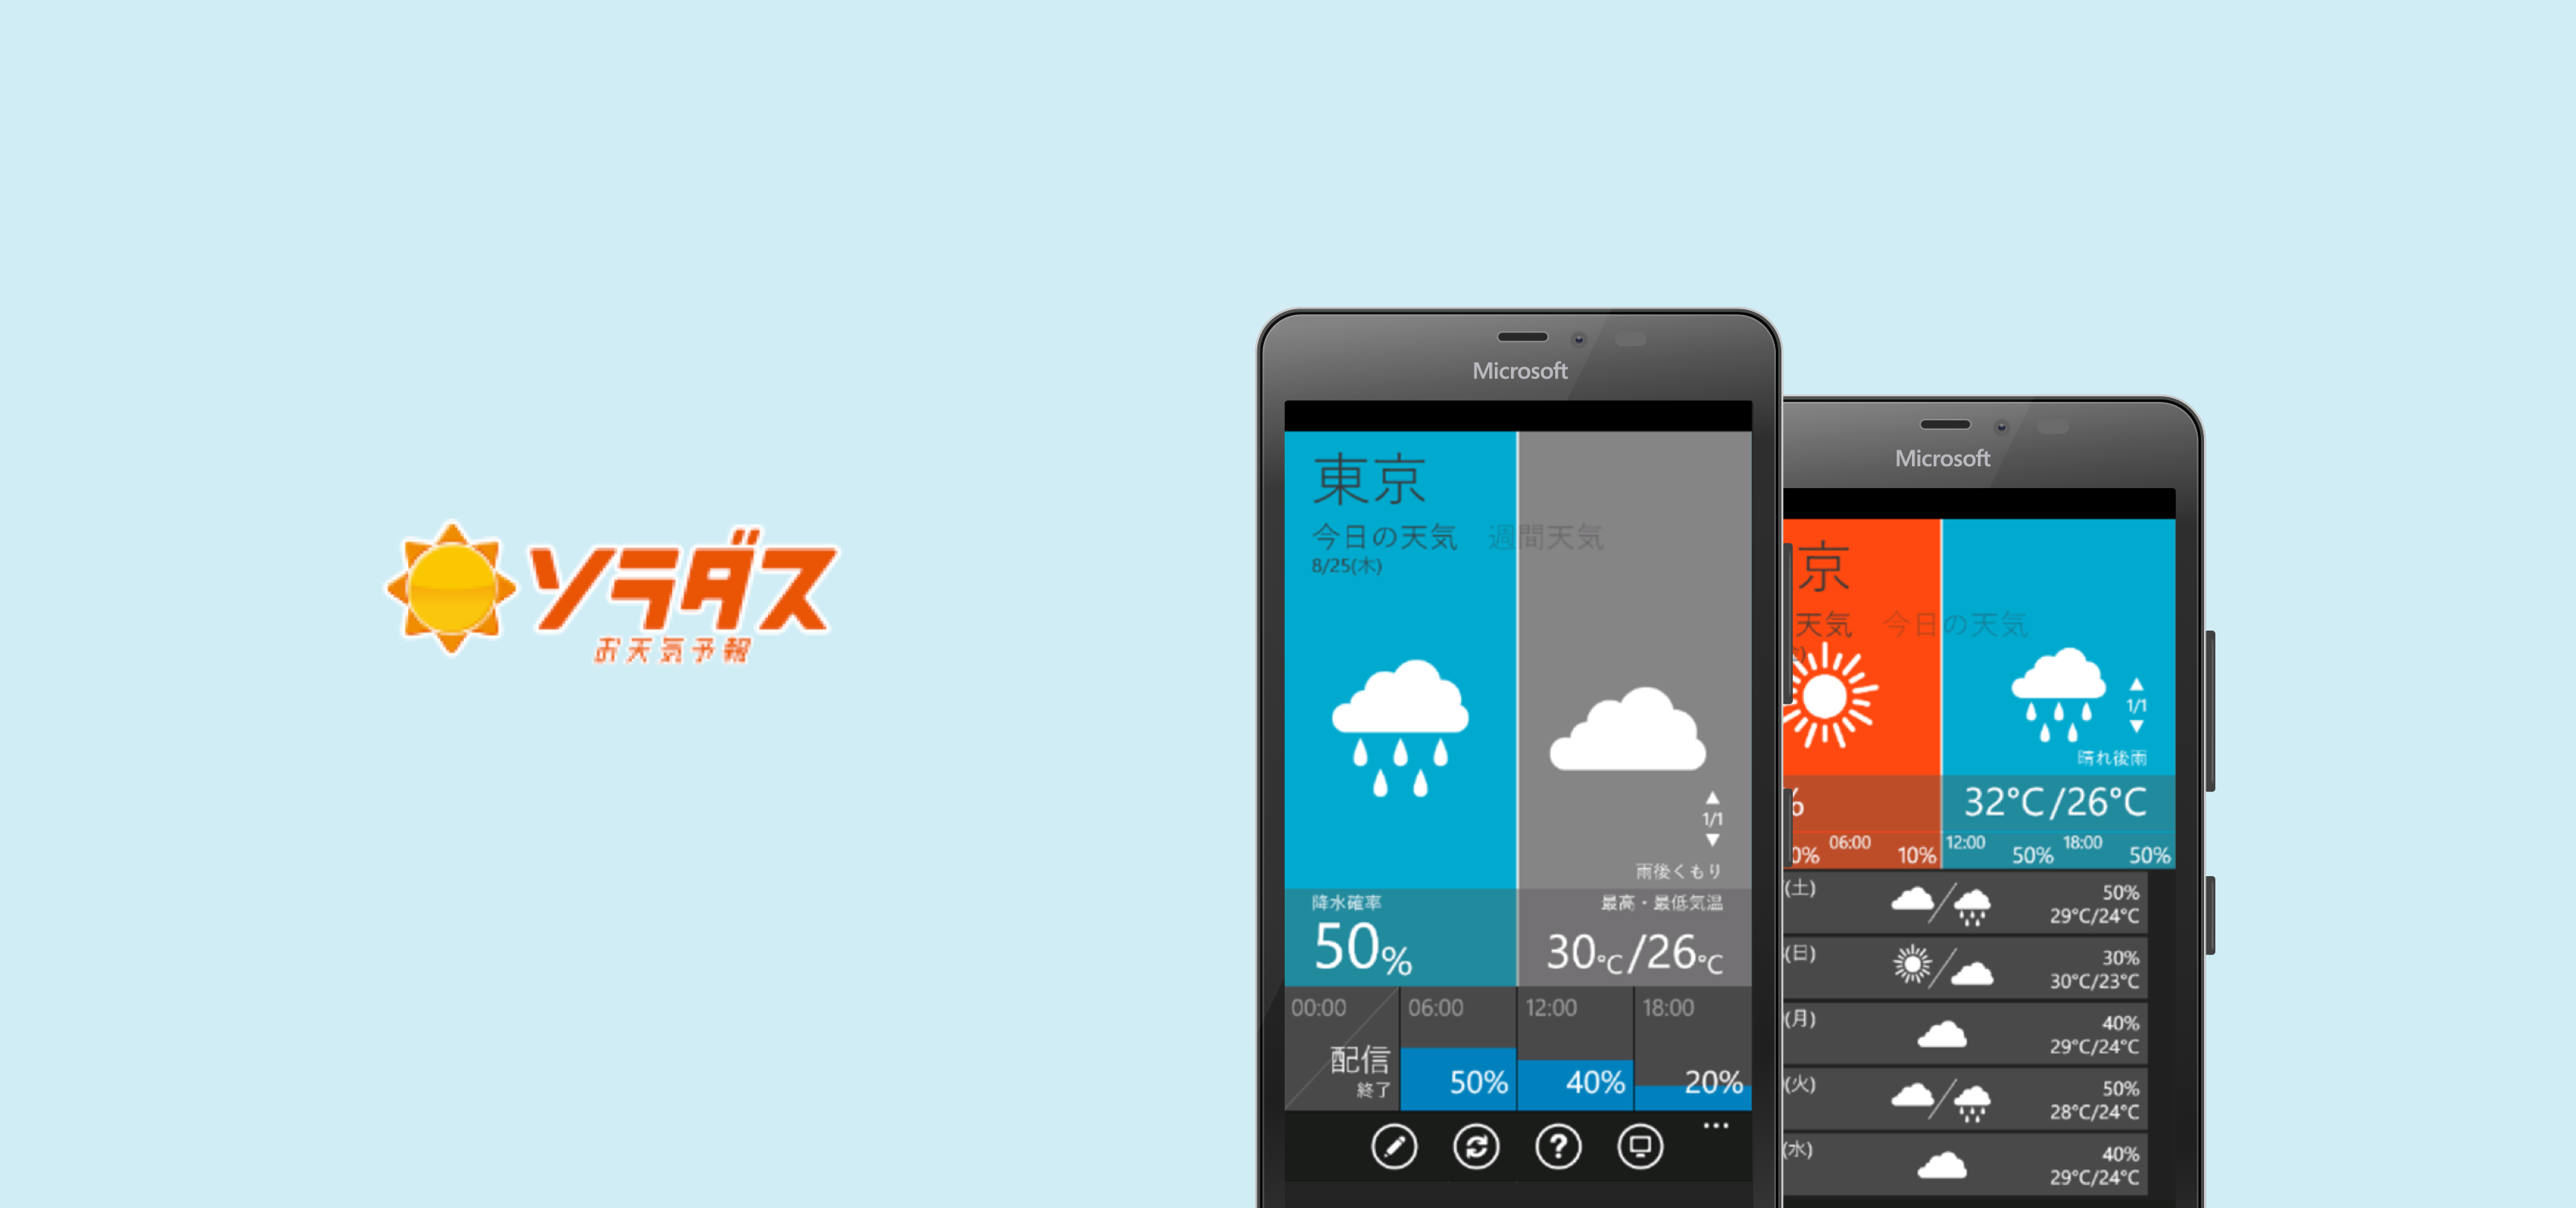 ソラダス
お天気予報
Microsoft
東京
今日の天気 週間天気
8/25(木)
1/1
雨後くもり
降水確率 最高・最低気温
50% 30℃/26℃
00:00 06:00 12:00 18:00
配信
終了
50% 40% 20%
?
Microsoft
京
天気 今日の天気
1/1
晴れ後雨
% 32°C/26°C
06:00 12:00 18:00
0% 10% 50% 50%
(土) 50%
29°C/24°C
(日) 30%
30°C/23°C
(月) 40%
29°C/24°C
(火) 50%
28°C/24°C
(水) 40%
29°C/24°C